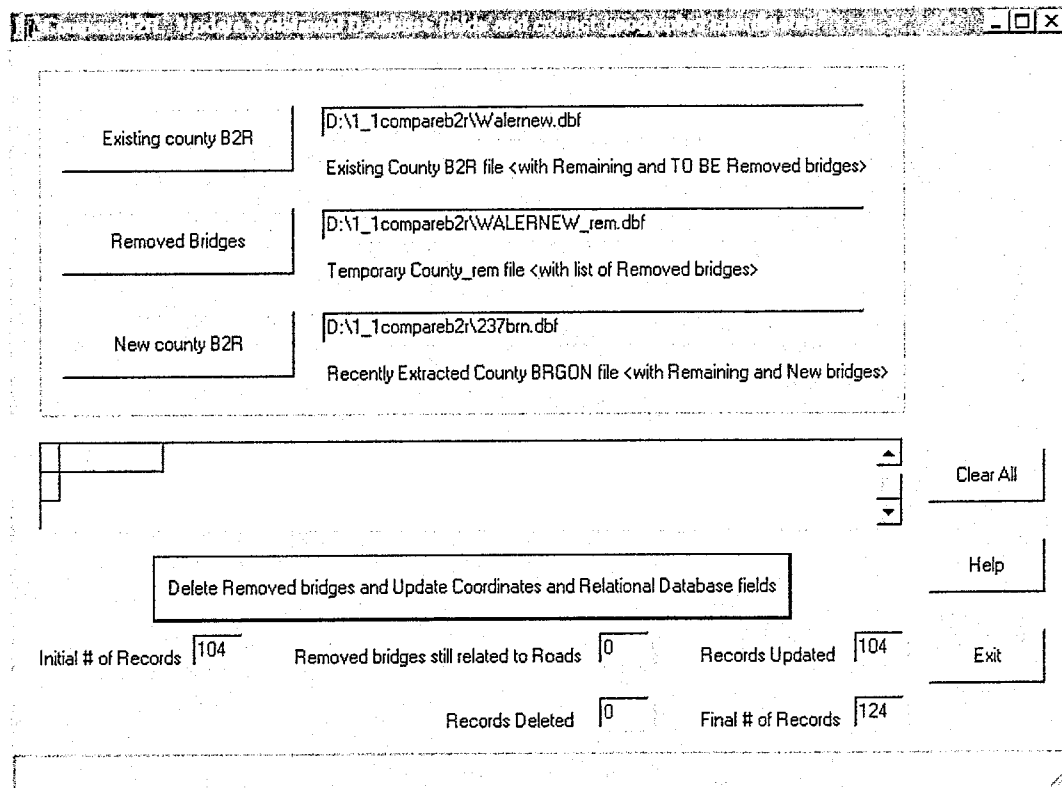 Existing county B2R
D:\1_1compareb2r\Walernew.dbf
Existing County B2R file <with Remaining and TO BE Removed bridges>
Removed Bridges
D:\1_1compareb2r\WALERNEW_rem.dbf
Temporary County_rem file <with list of Removed bridges>
New county B2R
D:\1_1compareb2r\237brn.dbf
Recently Extracted County BRGON file <with Remaining and New bridges>
Clear All
Delete Removed bridges and Update Coordinates and Relational Database fields
Help
Initial # of Records 104
Removed bridges still related to Roads 0
Records Updated 104
Exit
Records Deleted 0
Final # of Records 124